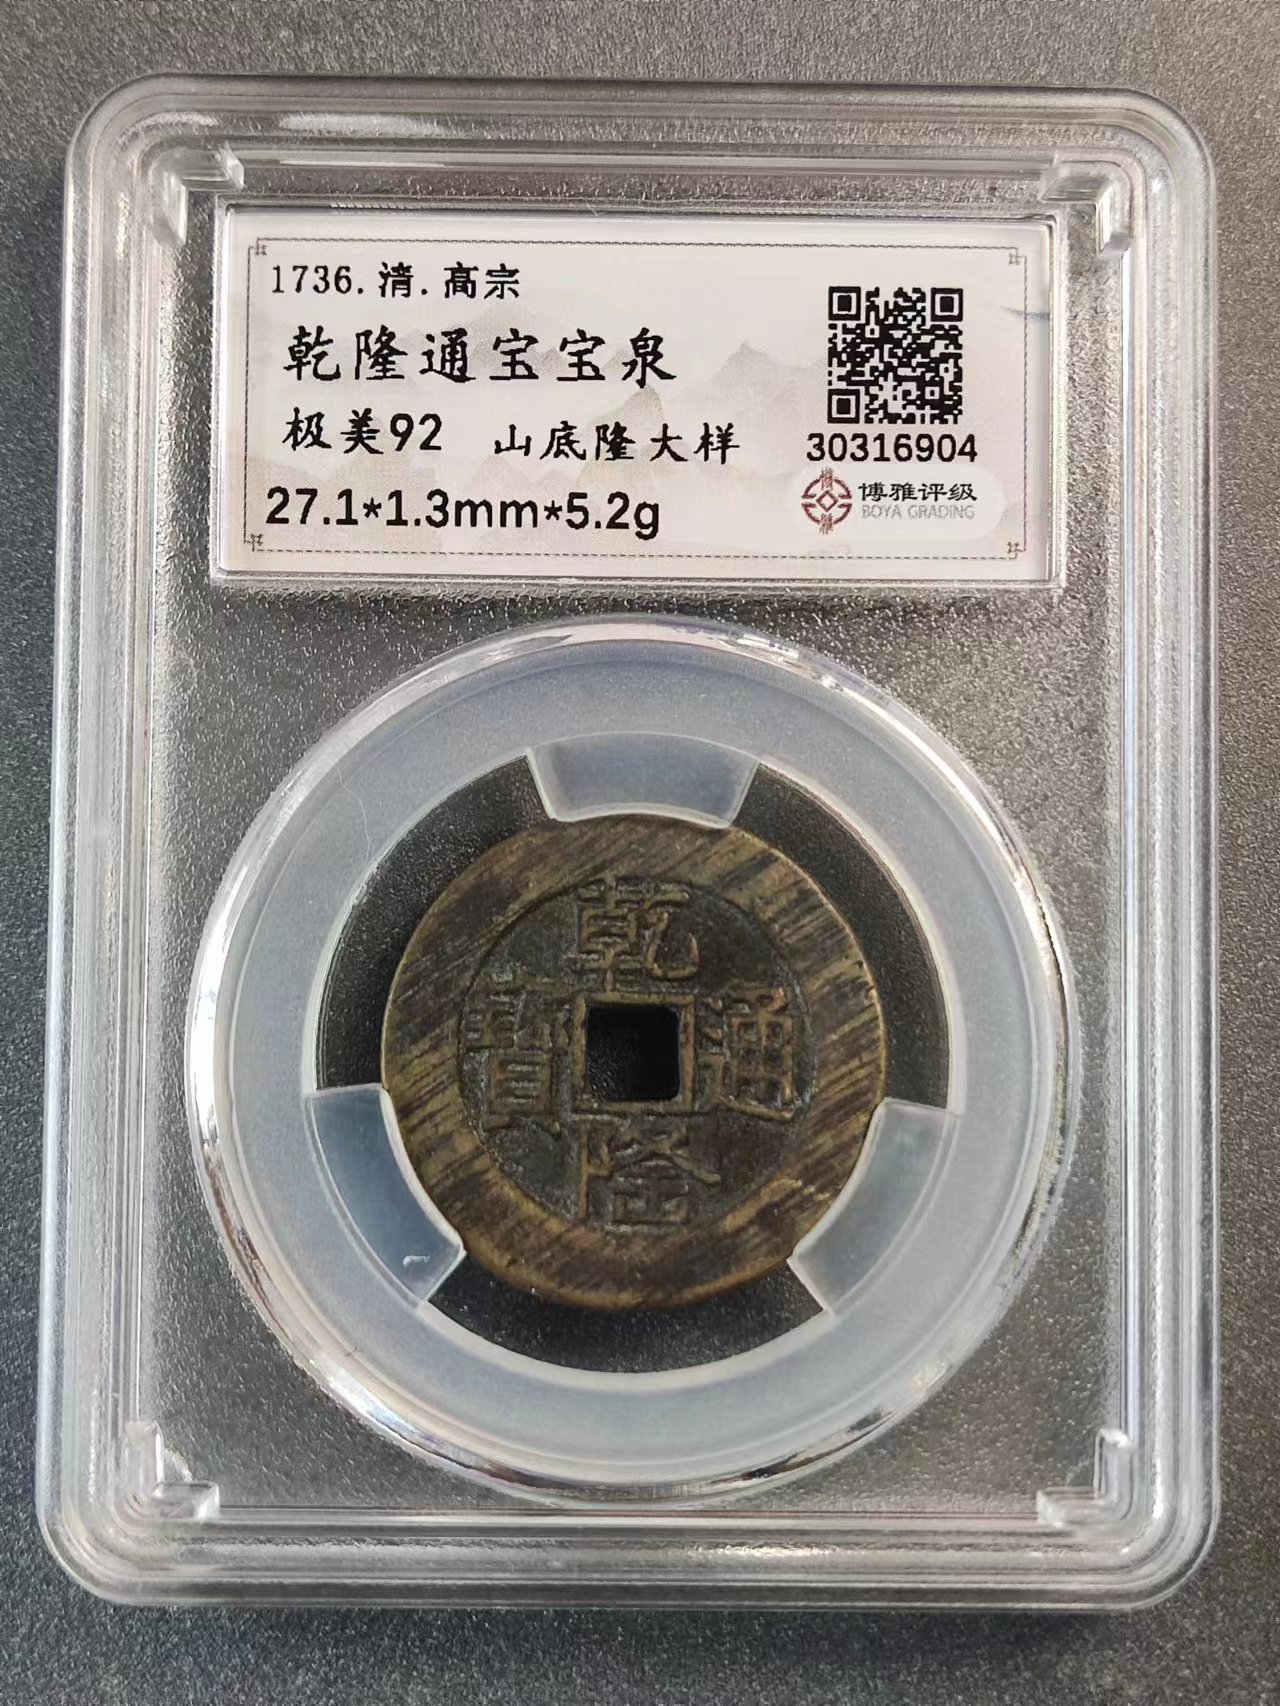 1736.清.高宗
乾隆通宝宝泉
极美92 山底隆大样
27.1*1.3mm*5.2g
30316904
博雅评级
BOYA GRADING
乾
寶 通
隆